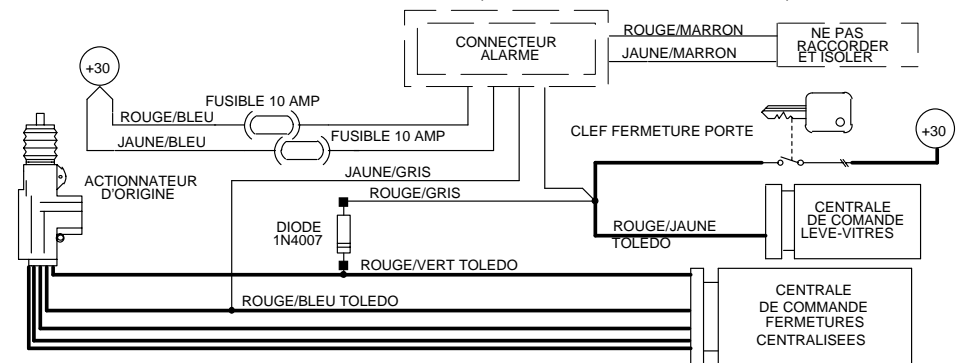 ROUGE/MARRON
JAUNE/MARRON
NE PAS
RACCORDER
ET ISOLER
CONNECTEUR
ALARME
+30
FUSIBLE 10 AMP
ROUGE/BLEU
FUSIBLE 10 AMP
JAUNE/BLEU
CLEF FERMETURE PORTE
+30
JAUNE/GRIS
ACTIONNATEUR
D'ORIGINE
ROUGE/GRIS
DIODE
1N4007
ROUGE/JAUNE
TOLEDO
CENTRALE
DE COMANDE
LEVE-VITRES
ROUGE/VERT TOLEDO
ROUGE/BLEU TOLEDO
CENTRALE
DE COMMANDE
FERMETURES
CENTRALISEES